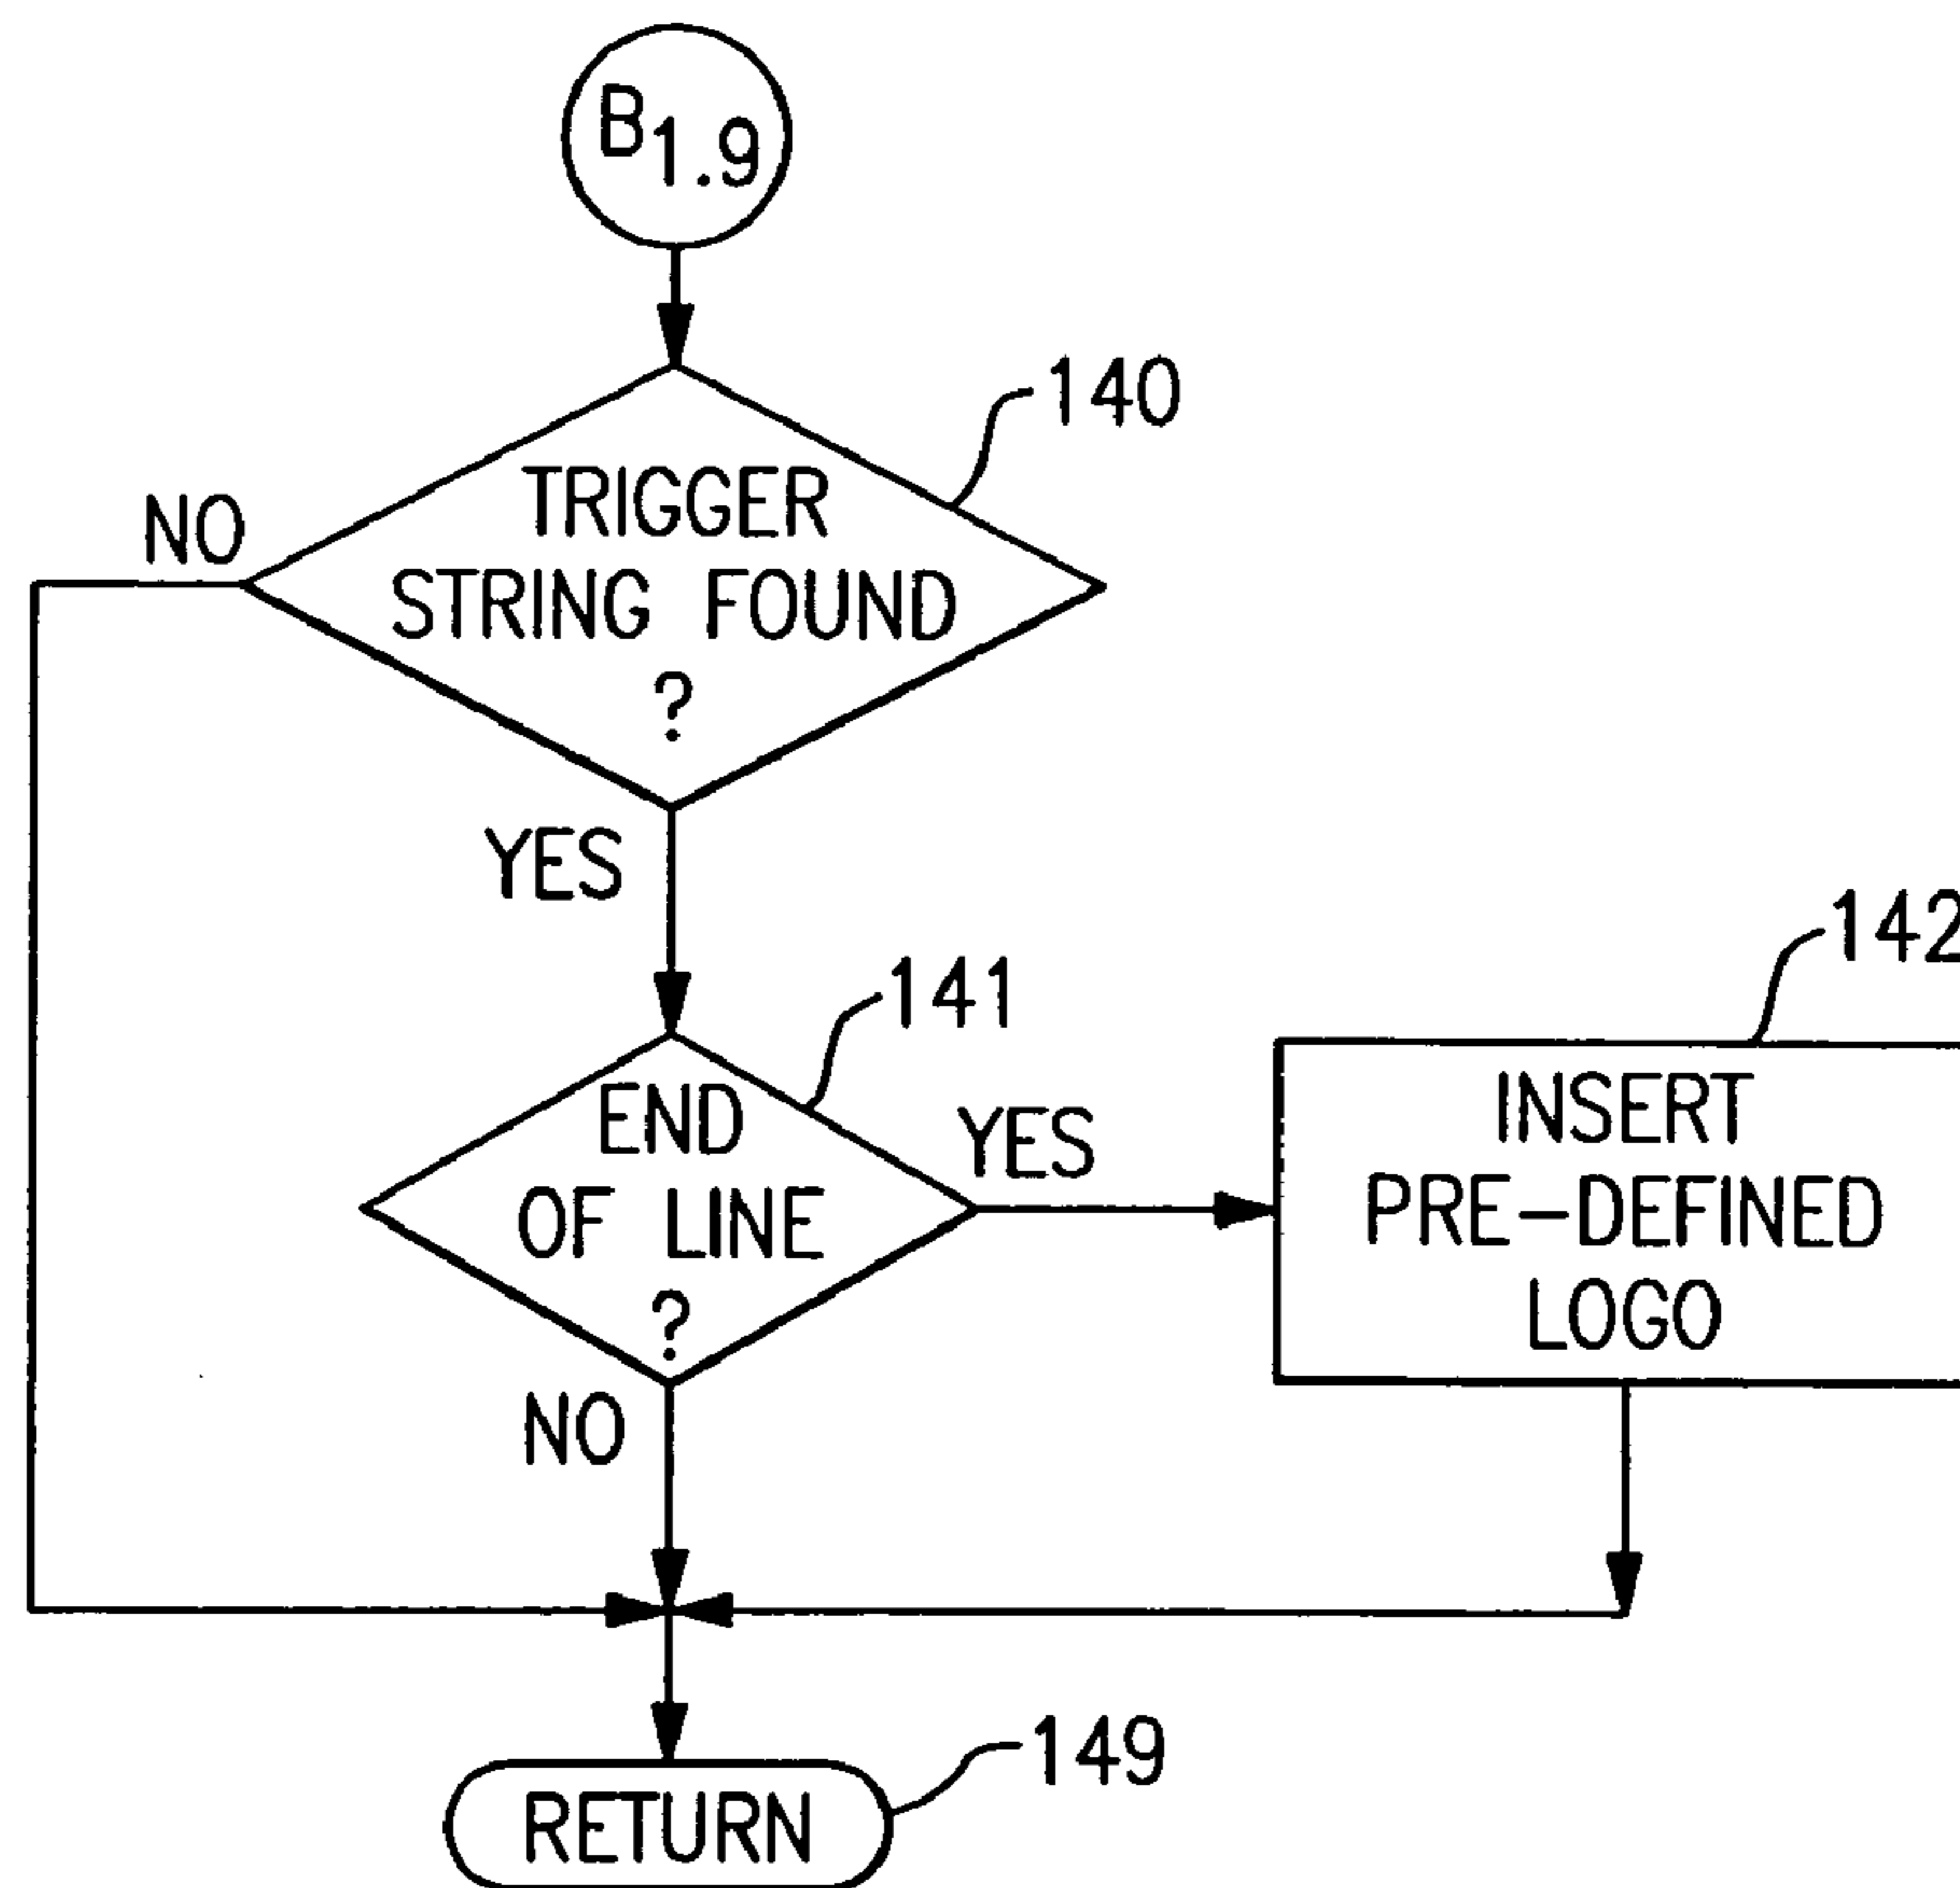 B1.9
140
TRIGGER
NO
STRING FOUND
?
YES
142
141
END
YES
INSERT
OF LINE
PRE-DEFINED
?
LOGO
NO
149
RETURN